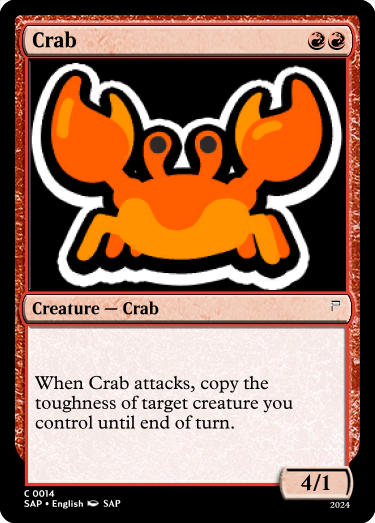 Crab
Creature — Crab
When Crab attacks, copy the
toughness of target creature you
control until end of turn.
4/1
C 0014
SAP • English SAP
2024